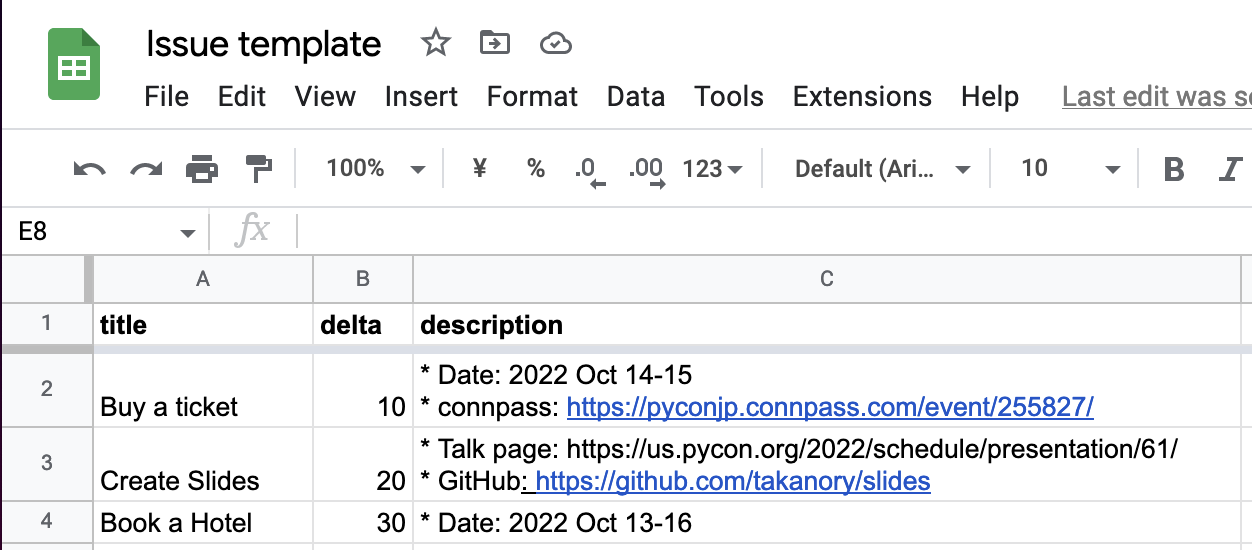 Issue template
File Edit View Insert Format Data Tools Extensions Help Last edit was
100% ¥ % .0 .00 123 Default (Ari... 10 B I
E8 fx
A B C
1 title delta description
* Date: 2022 Oct 14-15
2 Buy a ticket 10 * connpass: https://pyconjp.connpass.com/event/255827/
* Talk page: https://us.pycon.org/2022/schedule/presentation/61/
3 Create Slides 20 * GitHub: https://github.com/takanory/slides
4 Book a Hotel 30 * Date: 2022 Oct 13-16